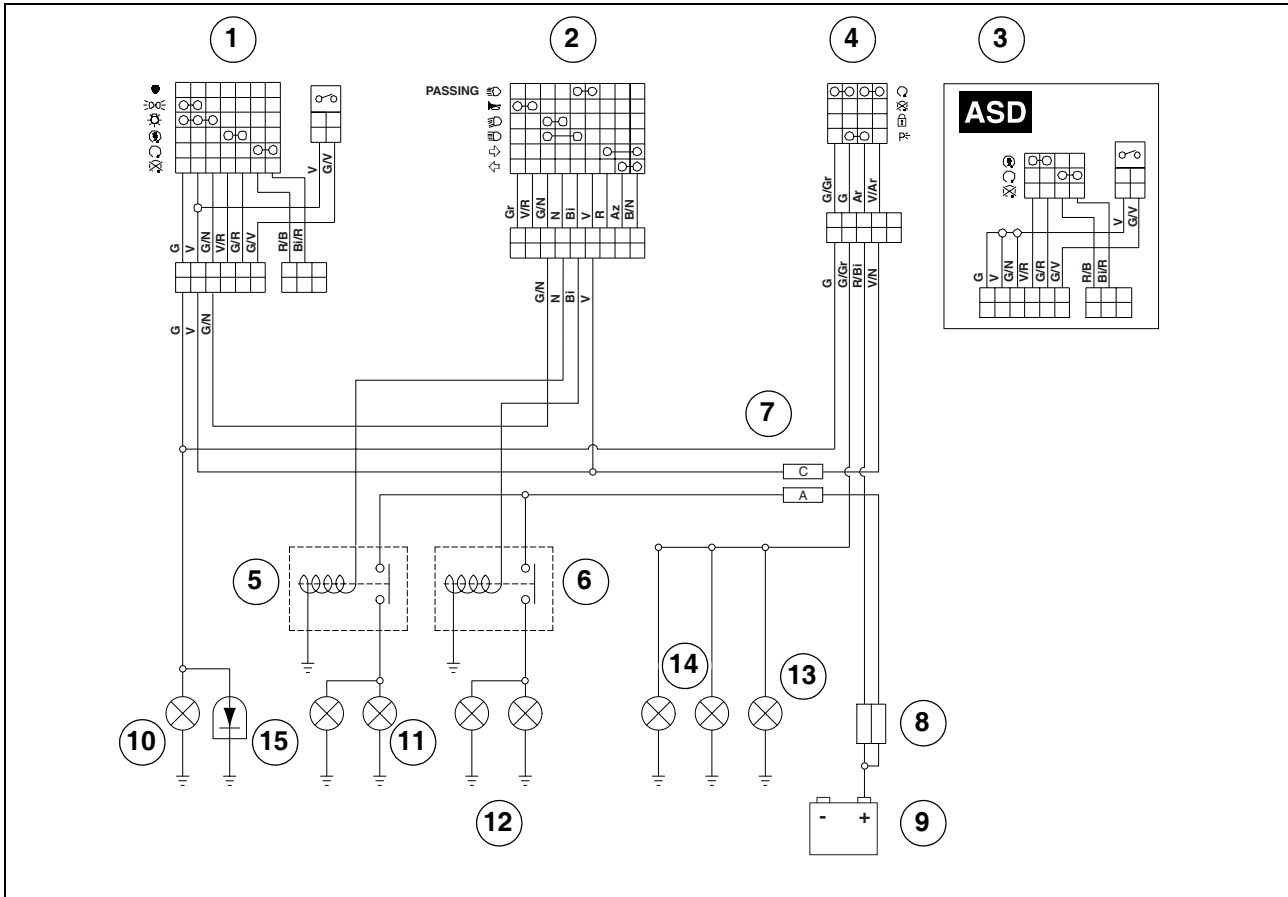 1
2
4
3
PASSING
ASD
V
G/V
G
V
G/N
V/R
G/R
G/V
R/B
Bi/R
G
V
G/N
Gr
V/R
G/N
N
Bi
V
R
Az
B/N
G/N
N
Bi
V
G/Gr
G
Ar
V/Ar
G
G/Gr
R/Bi
V/N
V
G/V
G
V
G/N
V/R
G/R
G/V
R/B
Bi/R
7
C
A
5
6
14
13
10
15
11
8
12
- +
9